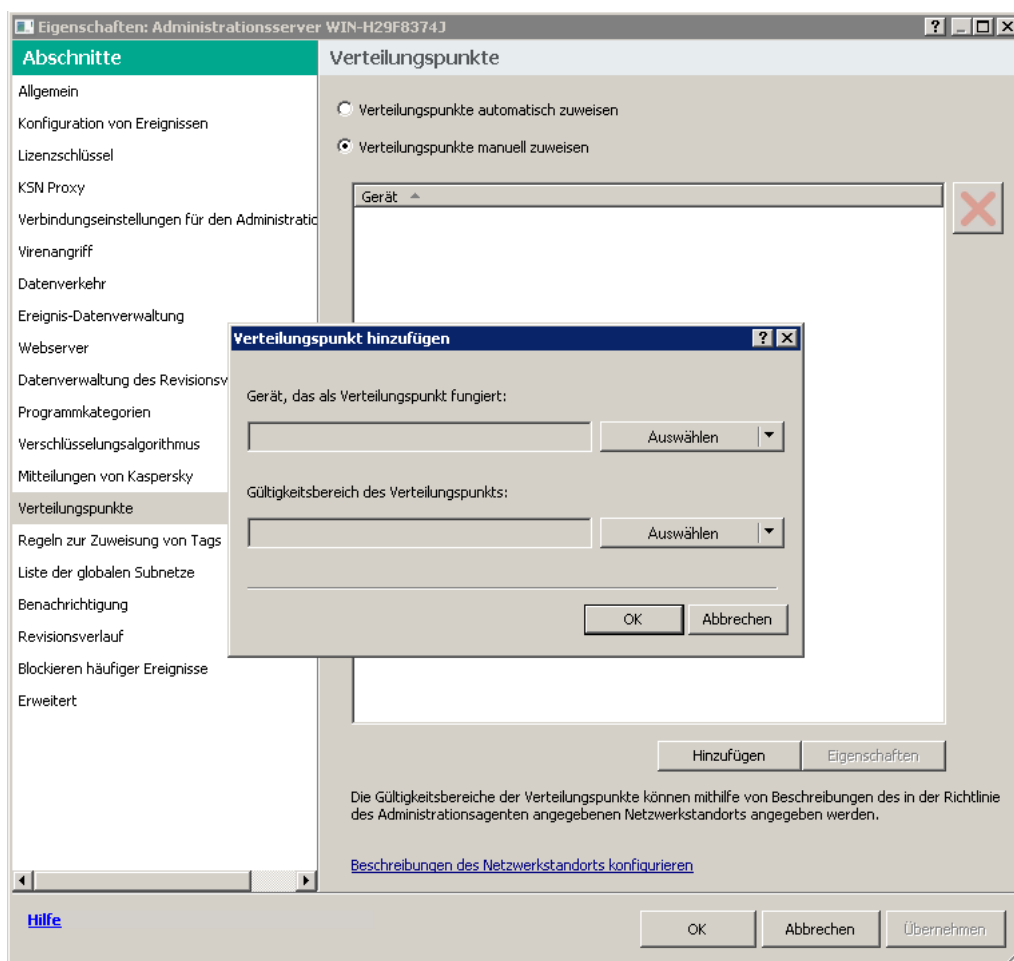 Eigenschaften: Administrationsserver WIN-H29F8374J
Abschnitte
Allgemein
Konfiguration von Ereignissen
Lizenzschlüssel
KSN Proxy
Verbindungseinstellungen für den Administratio
Virenangriff
Datenverkehr
Ereignis-Datenverwaltung
Webserver
Datenverwaltung des Revisionsv
Programmkategorien
Verschlüsselungsalgorithmus
Mitteilungen von Kaspersky
Verteilungspunkte
Regeln zur Zuweisung von Tags
Liste der globalen Subnetze
Benachrichtigung
Revisionsverlauf
Blockieren häufiger Ereignisse
Erweitert
Verteilungspunkte
Verteilungspunkte automatisch zuweisen
Verteilungspunkte manuell zuweisen
Gerät
Verteilungspunkt hinzufügen
Gerät, das als Verteilungspunkt fungiert:
Auswählen
Gültigkeitsbereich des Verteilungspunkts:
Auswählen
OK
Abbrechen
Hinzufügen
Eigenschaften
Die Gültigkeitsbereiche der Verteilungspunkte können mithilfe von Beschreibungen des in der Richtlinie
des Administrationsagenten angegebenen Netzwerkstandorts angegeben werden.
Beschreibungen des Netzwerkstandorts konfigurieren
Hilfe
OK
Abbrechen
Übernehmen